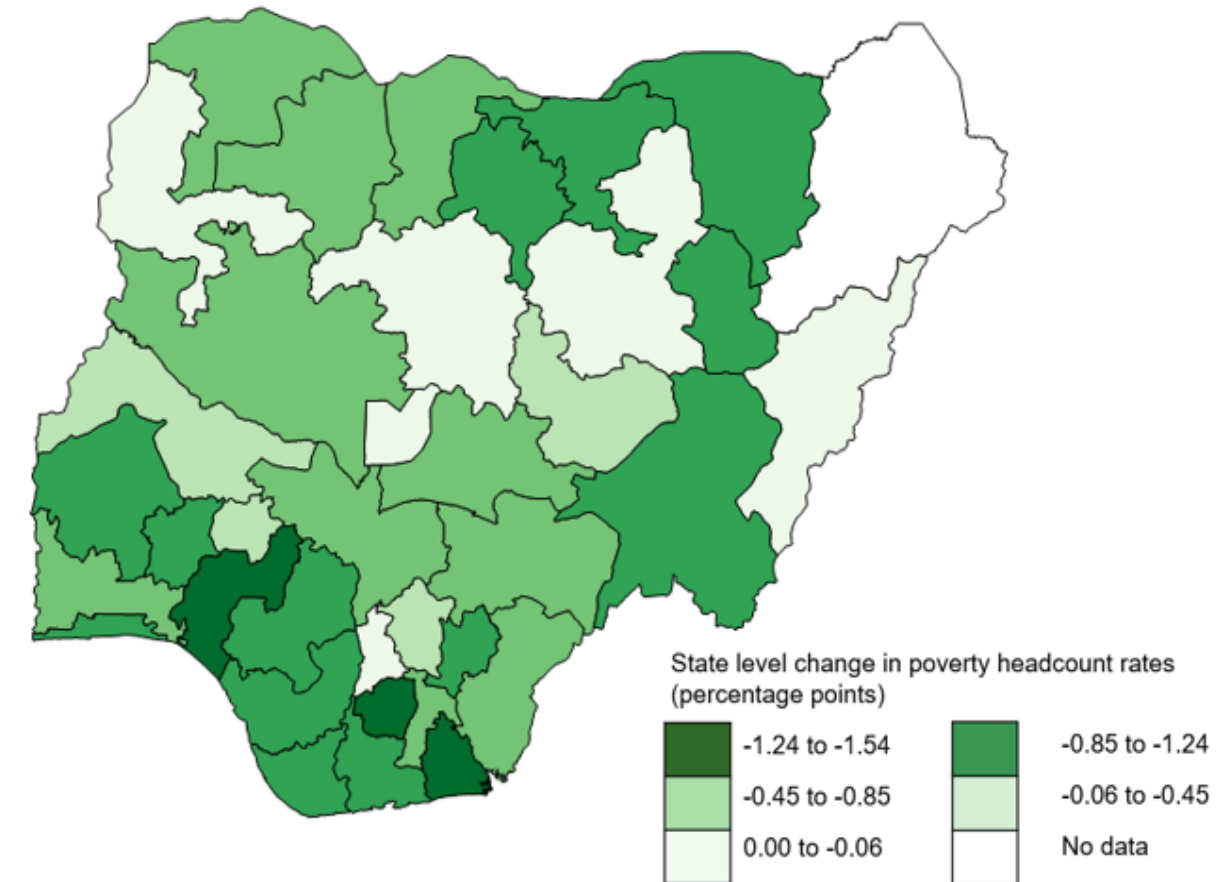 State level change in poverty headcount rates
(percentage points)
-1.24 to -1.54
-0.85 to -1.24
-0.45 to -0.85
-0.06 to -0.45
0.00 to -0.06
No data